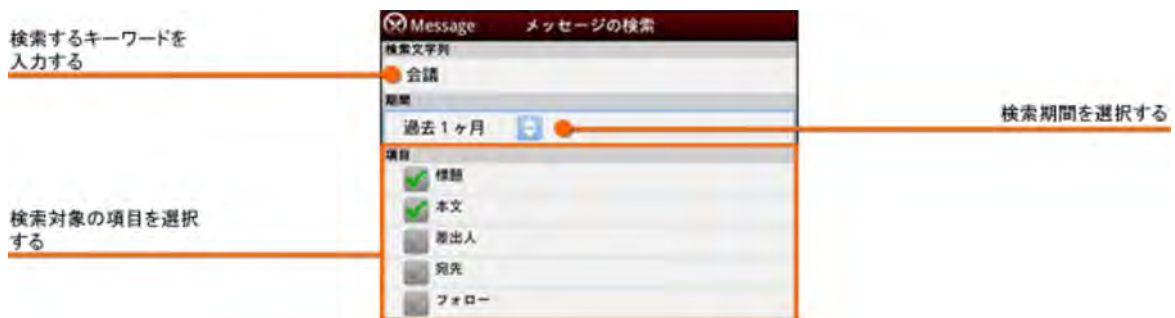 検索するキーワードを
入力する
Message メッセージの検索
検索文字列
会議
期間
過去1ヶ月
検索期間を選択する
項目
標題
本文
差出人
宛先
フォロー
検索対象の項目を選択
する